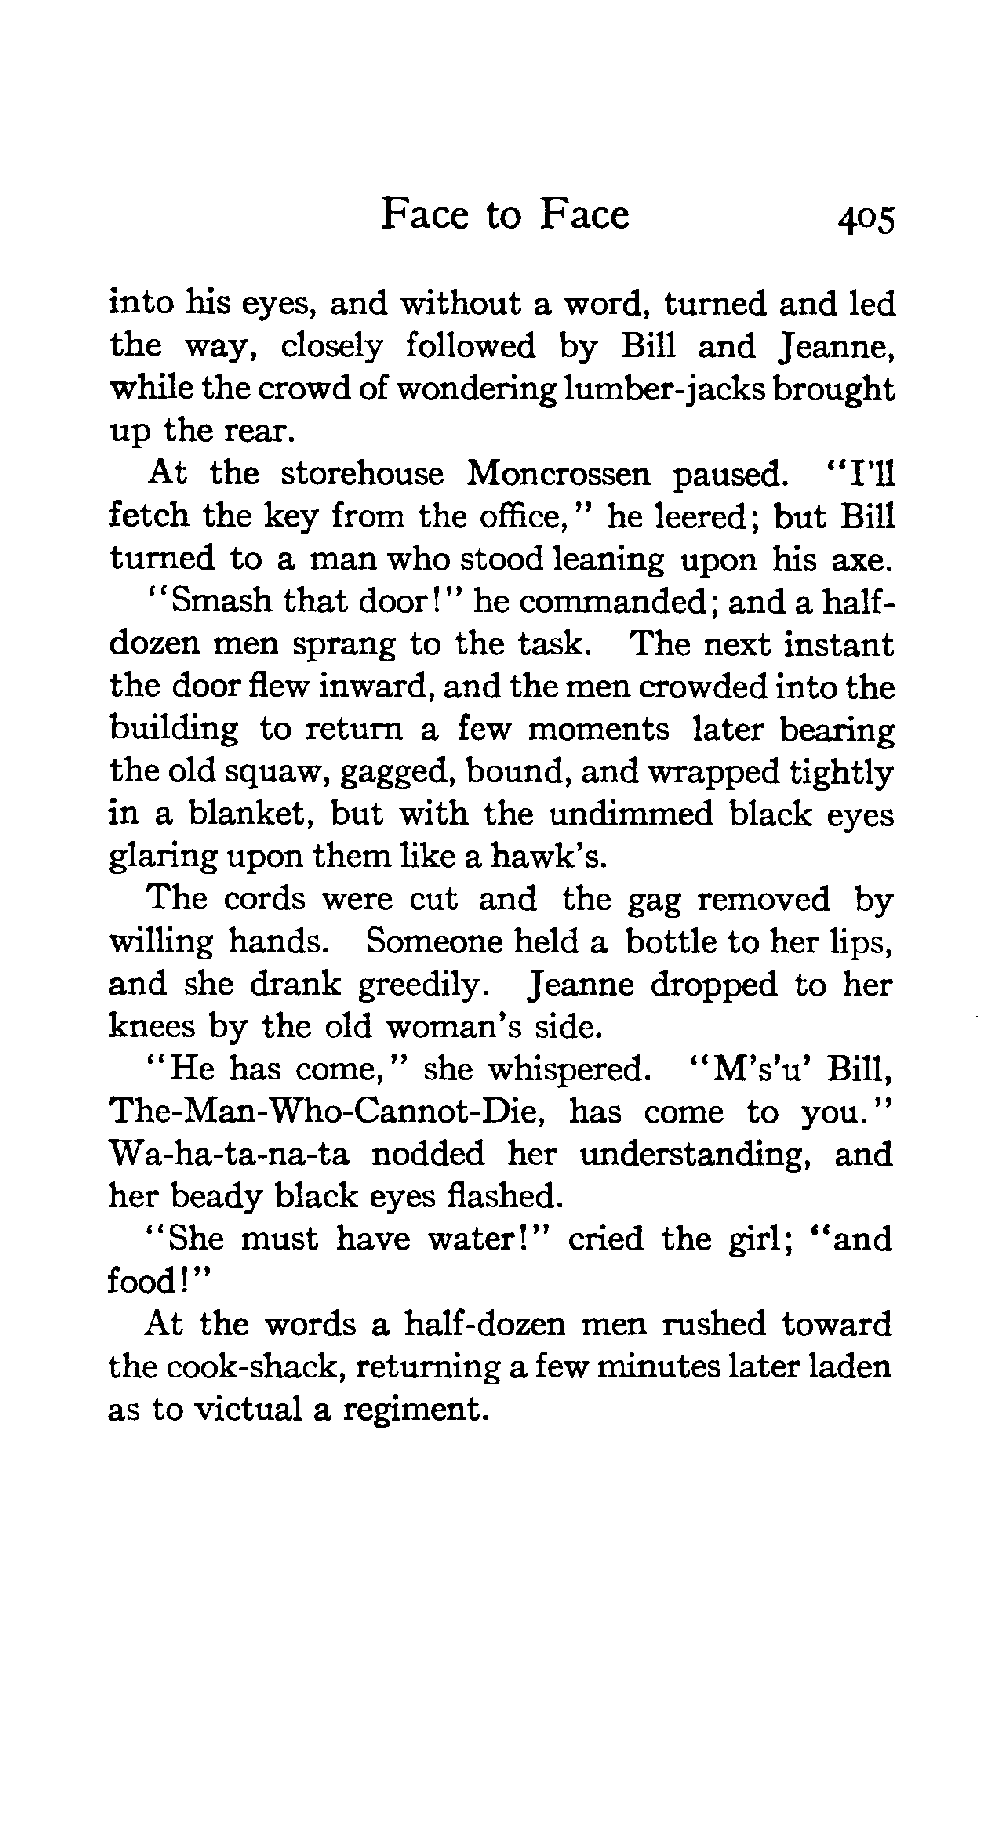 Face to Face 405
into his eyes, and without a word, turned and led
the way, closely followed by Bill and Jeanne,
while the crowd of wondering lumber-jacks brought
up the rear.
At the storehouse Moncrossen paused. "I'll
fetch the key from the office," he leered; but Bill
turned to a man who stood leaning upon his axe.
"Smash that door!" he commanded; and a half-
dozen men sprang to the task. The next instant
the door flew inward, and the men crowded into the
building to return a few moments later bearing
the old squaw, gagged, bound, and wrapped tightly
in a blanket, but with the undimmed black eyes
glaring upon them like a hawk's.
The cords were cut and the gag removed by
willing hands. Someone held a bottle to her lips,
and she drank greedily. Jeanne dropped to her
knees by the old woman's side.
"He has come," she whispered. "M's'u' Bill,
The-Man-Who-Cannot-Die, has come to you."
Wa-ha-ta-na-ta nodded her understanding, and
her beady black eyes flashed.
"She must have water!" cried the girl; "and
food!"
At the words a half-dozen men rushed toward
the cook-shack, returning a few minutes later laden
as to victual a regiment.